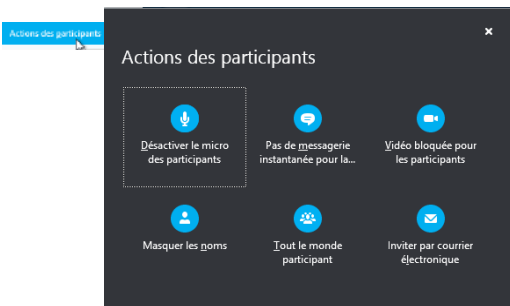 Actions des participants
Actions des participants
Désactiver le micro
des participants
Pas de messagerie
instantanée pour la...
Vidéo bloquée pour
les participants
Masquer les noms
Tout le monde
participant
Inviter par courrier
électronique